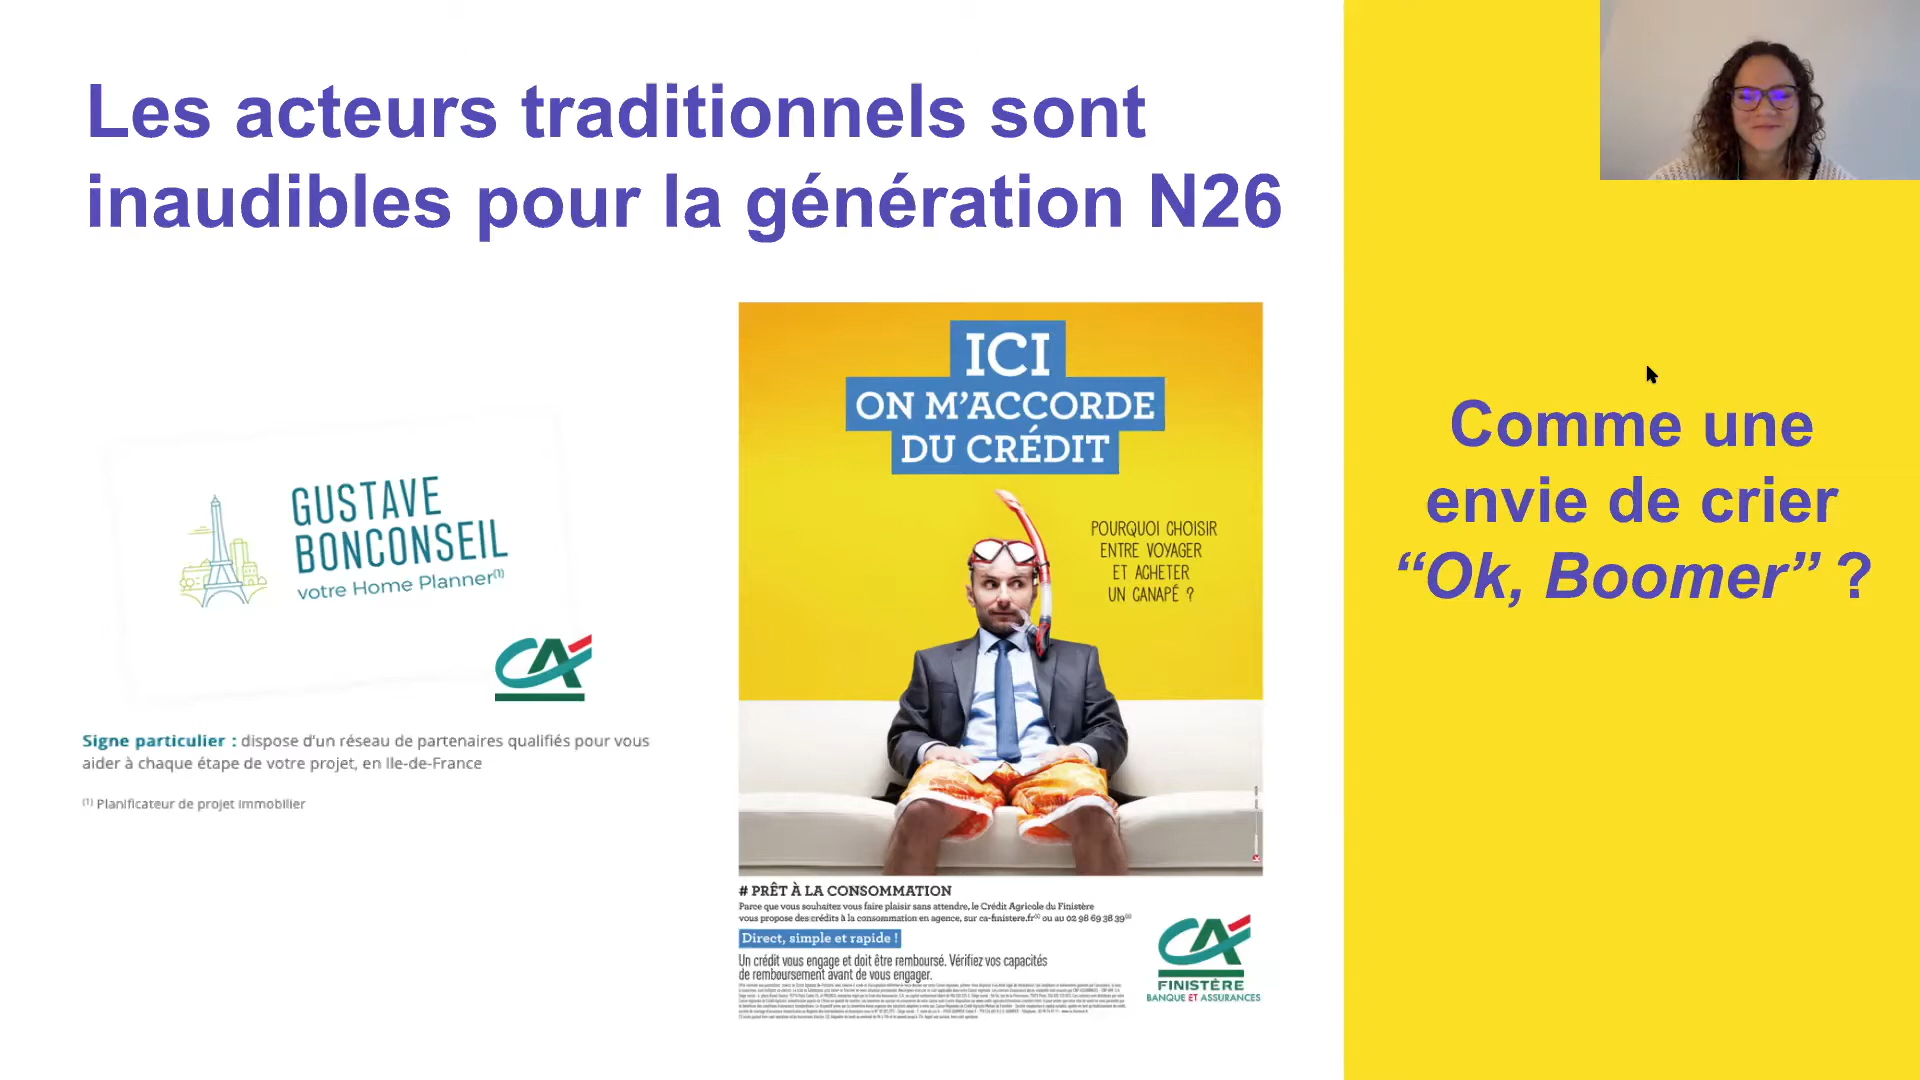 Les acteurs traditionnels sont
inaudibles pour la génération N26
GUSTAVE
BONCONSEIL
votre Home Planner(1)
CA
Signe particulier : dispose d'un réseau de partenaires qualifiés pour vous
aider à chaque étape de votre projet, en Ile-de-France
(1) Planificateur de projet immobilier
ICI
ON M'ACCORDE
DU CRÉDIT
POURQUOI CHOISIR
ENTRE VOYAGER
ET ACHETER
UN CANAPÉ ?
# PRÊT À LA CONSOMMATION
Parce que vous souhaitez vous faire plaisir sans attendre, le Crédit Agricole du Finistère
vous propose des crédits à la consommation en agence, sur ca-finistere.fr ou au 02 98 69 38 39
Direct, simple et rapide !
Un crédit vous engage et doit être remboursé. Vérifiez vos capacités
de remboursement avant de vous engager.
CA
FINISTÈRE
BANQUE ET ASSURANCES
Comme une
envie de crier
“Ok, Boomer” ?